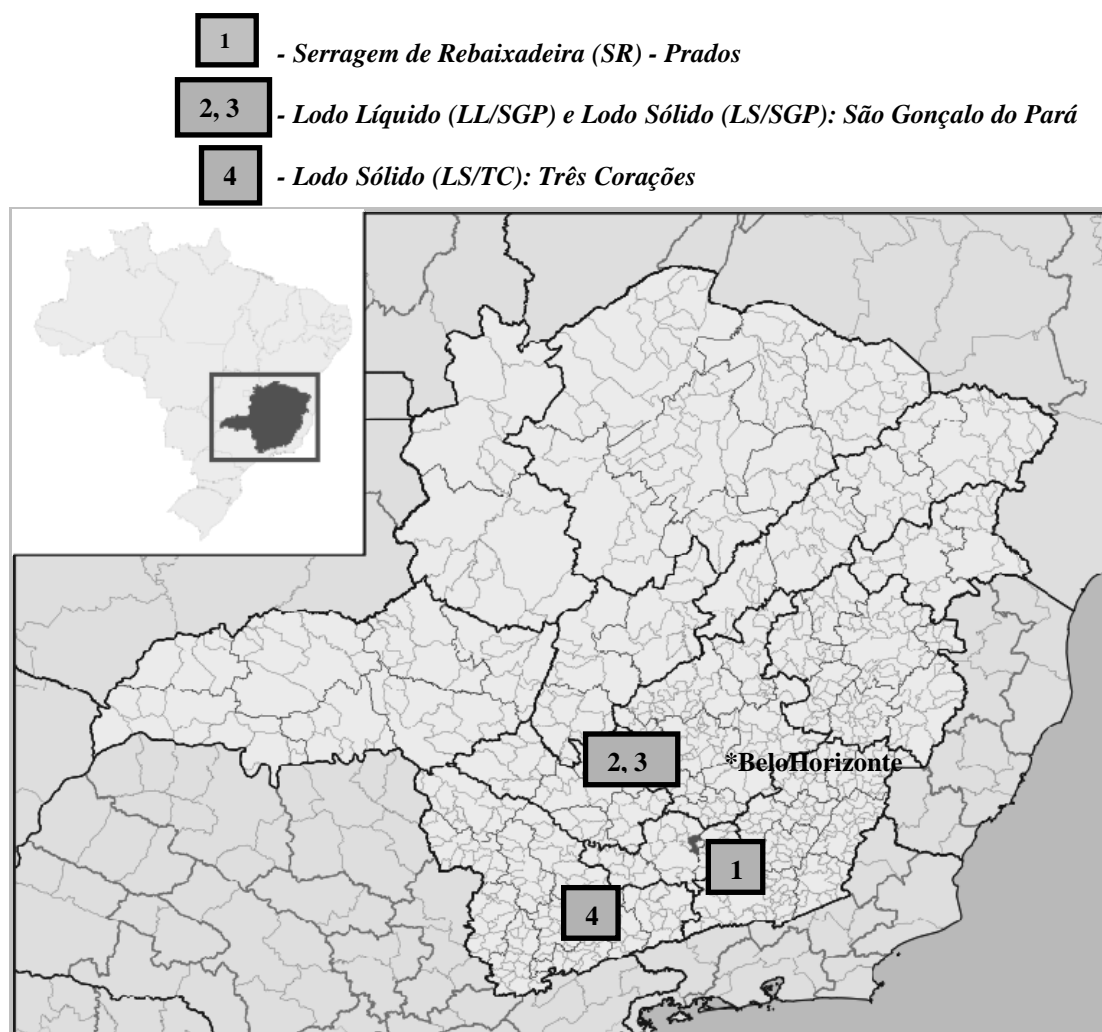 1 - Serragem de Rebaixadeira (SR) - Prados
2, 3 - Lodo Líquido (LL/SGP) e Lodo Sólido (LS/SGP): São Gonçalo do Pará
4 - Lodo Sólido (LS/TC): Três Corações
2, 3
*BeloHorizonte
1
4